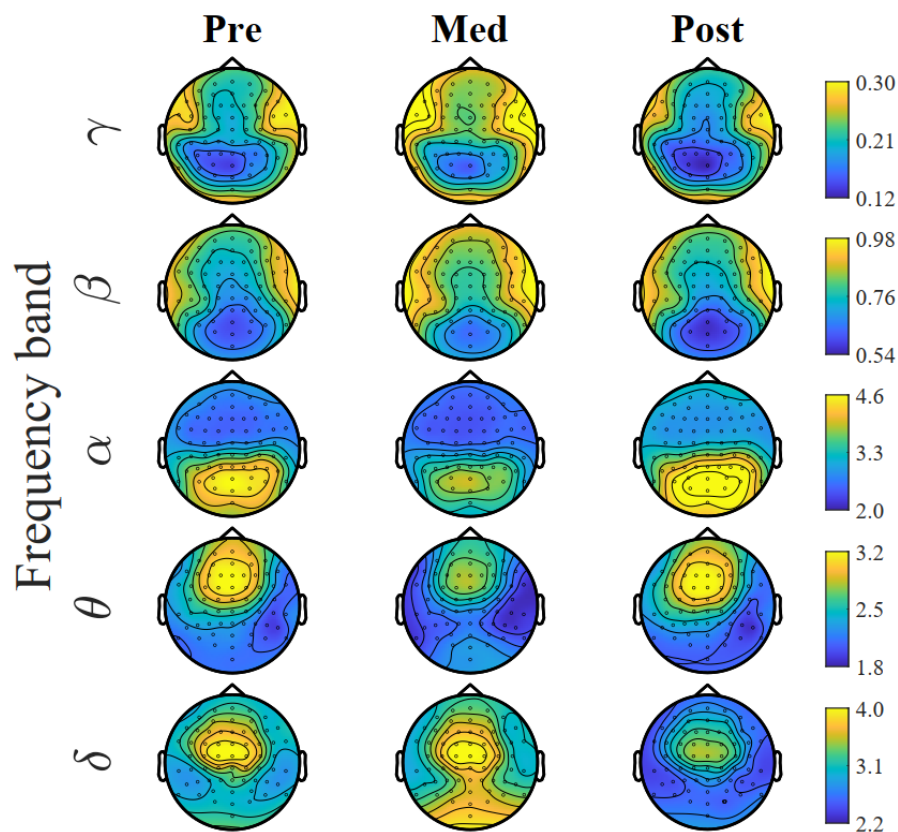 Pre Med Post
Frequency band
γ
0.30
0.21
0.12
β
0.98
0.76
0.54
α
4.6
3.3
2.0
θ
3.2
2.5
1.8
δ
4.0
3.1
2.2